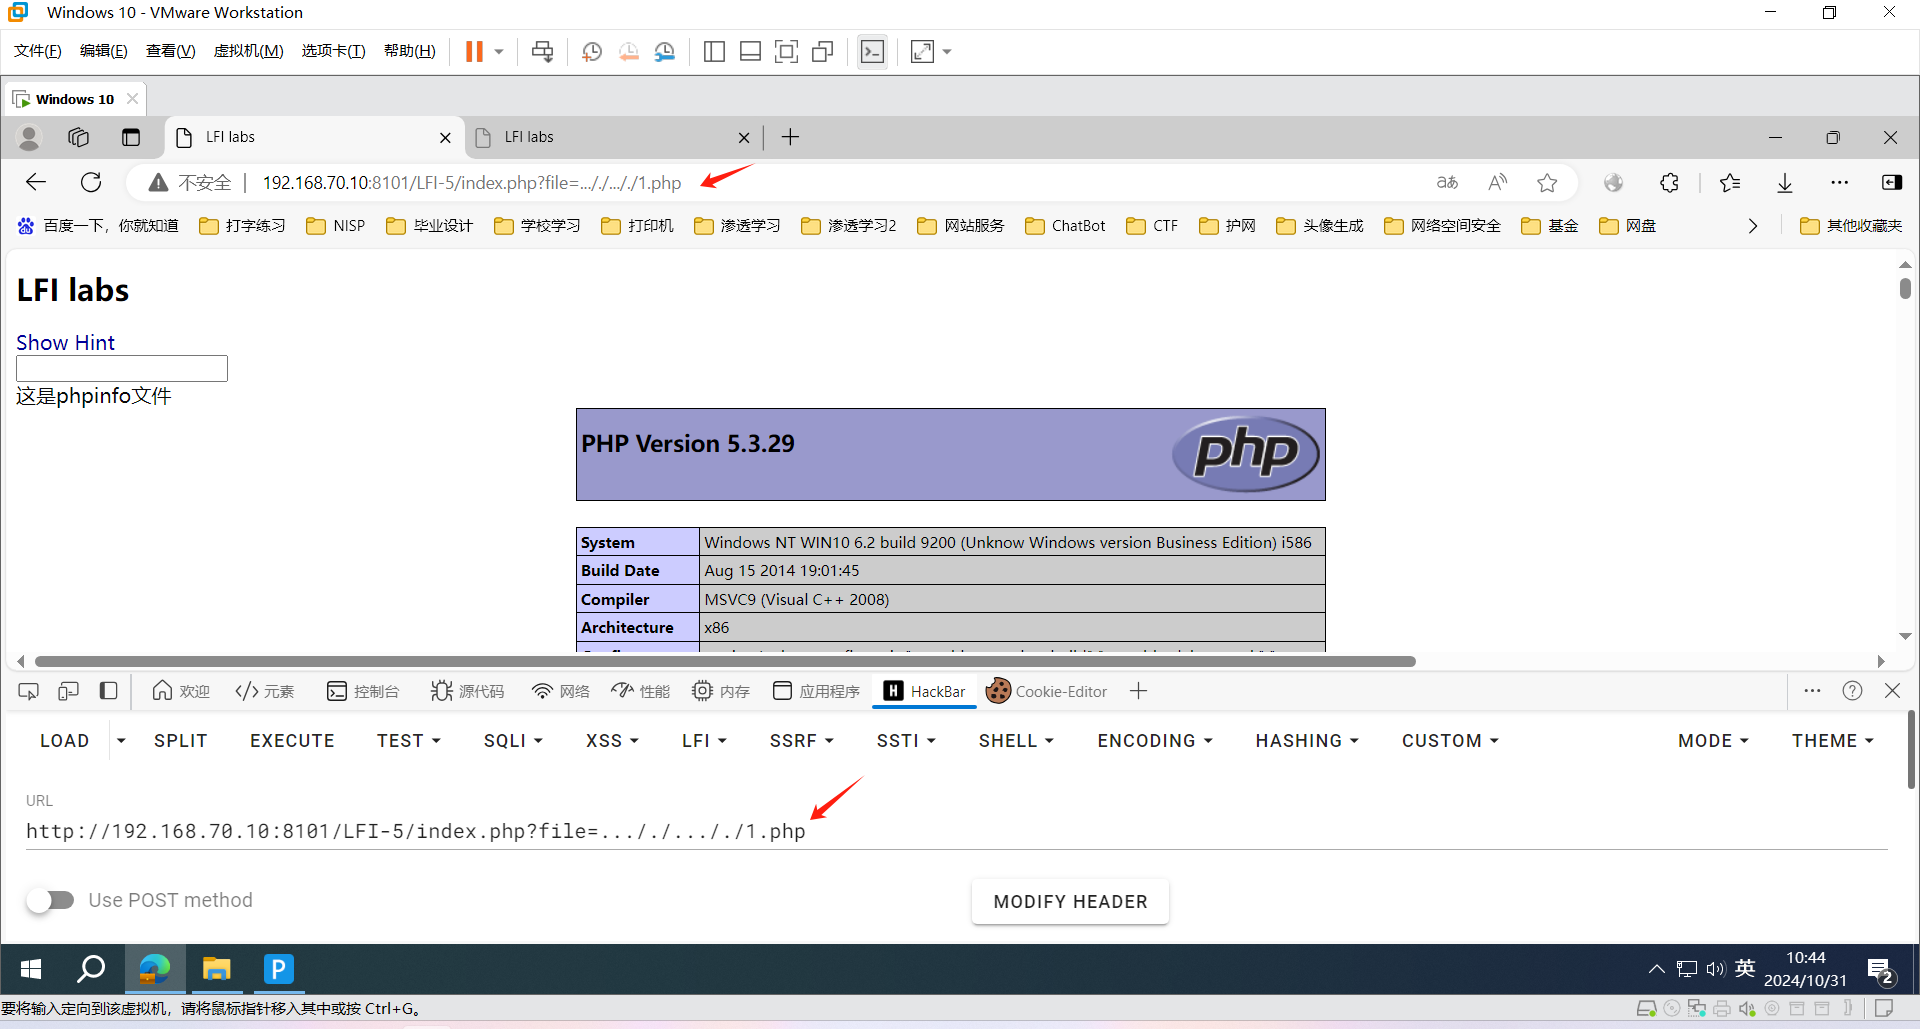 Windows 10 - VMware Workstation
文件(F) 编辑(E) 查看(V) 虚拟机(M) 选项卡(T) 帮助(H)
Windows 10
LFI labs LFI labs
不安全 192.168.70.10:8101/LFI-5/index.php?file=..././..././1.php
百度一下，你就知道 打字练习 NISP 毕业设计 学校学习 打印机 渗透学习 渗透学习2 网站服务 ChatBot CTF 护网 头像生成 网络空间安全 基金 网盘 其他收藏夹
LFI labs
Show Hint
这是phpinfo文件
PHP Version 5.3.29
php
System Windows NT WIN10 6.2 build 9200 (Unknow Windows version Business Edition) i586
Build Date Aug 15 2014 19:01:45
Compiler MSVC9 (Visual C++ 2008)
Architecture x86
欢迎 元素 控制台 源代码 网络 性能 内存 应用程序 H HackBar Cookie-Editor
LOAD SPLIT EXECUTE TEST SQLI XSS LFI SSRF SSTI SHELL ENCODING HASHING CUSTOM MODE THEME
URL
http://192.168.70.10:8101/LFI-5/index.php?file=..././..././1.php
Use POST method MODIFY HEADER
P 英 10:44
2024/10/31 2
要将输入定向到该虚拟机，请将鼠标指针移入其中或按 Ctrl+G。